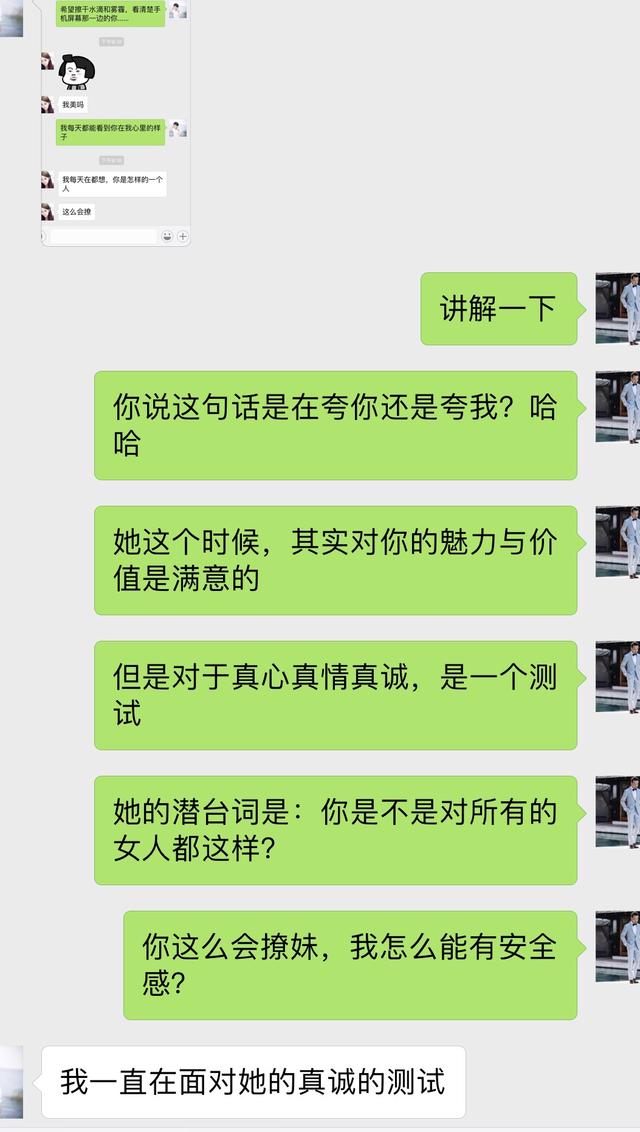 希望擦干水滴和雾霾，看清楚手
机屏幕那一边的你......
我美吗
我每天都能看到你在我心里的样
子
我每天在都想，你是怎样的一个
人
这么会撩
讲解一下
你说这句话是在夸你还是夸我？哈
哈
她这个时候，其实对你的魅力与价
值是满意的
但是对于真心真情真诚，是一个测
试
她的潜台词是：你是不是对所有的
女人都这样？
你这么会撩妹，我怎么能有安全
感？
我一直在面对她的真诚的测试